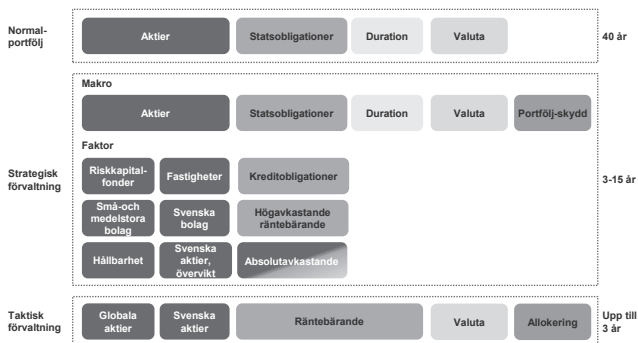 Normal-
portfölj
Aktier
Statsobligationer
Duration
Valuta
40 år
Makro
Aktier
Statsobligationer
Duration
Valuta
Portfölj-skydd
Strategisk
förvaltning
Faktor
Riskkapital-
fonder
Fastigheter
Kreditobligationer
3-15 år
Små-och
medelstora
bolag
Svenska
bolag
Högavkastande
räntebärande
Hållbarhet
Svenska
aktier,
övervikt
Absolutavkastande
Taktisk
förvaltning
Globala
aktier
Svenska
aktier
Räntebärande
Valuta
Allokering
Upp till
3 år